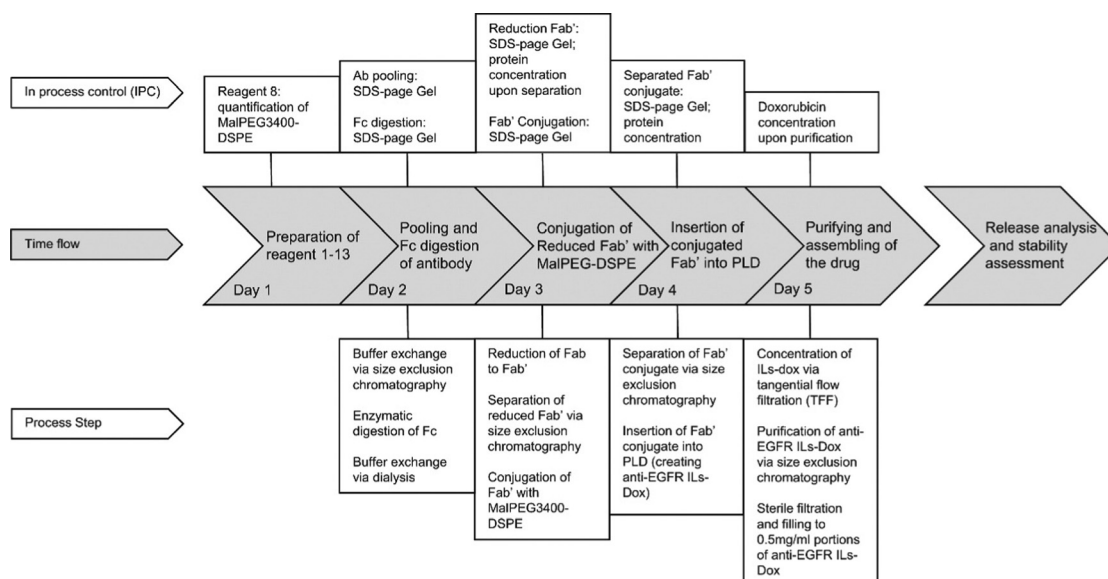 In process control (IPC)
Reagent 8:
quantification of
MalPEG3400-
DSPE
Ab pooling:
SDS-page Gel
Fc digestion:
SDS-page Gel
Reduction Fab’:
SDS-page Gel;
protein
concentration
upon separation
Fab’ Conjugation:
SDS-page Gel
Separated Fab’
conjugate:
SDS-page Gel;
protein
concentration
Doxorubicin
concentration
upon purification
Time flow
Preparation of
reagent 1-13
Day 1
Pooling and
Fc digestion
of antibody
Day 2
Conjugation of
Reduced Fab’ with
MalPEG-DSPE
Day 3
Insertion of
conjugated
Fab’ into PLD
Day 4
Purifying and
assembling of
the drug
Day 5
Release analysis
and stability
assessment
Process Step
Buffer exchange
via size exclusion
chromatography
Enzymatic
digestion of Fc
Buffer exchange
via dialysis
Reduction of Fab
to Fab’
Separation of
reduced Fab’ via
size exclusion
chromatography
Conjugation of
Fab’ with
MalPEG3400-
DSPE
Separation of Fab’
conjugate via size
exclusion
chromatography
Insertion of Fab’
conjugate into
PLD (creating
anti-EGFR ILs-
Dox)
Concentration of
ILs-dox via
tangential flow
filtration (TFF)
Purification of anti-
EGFR ILs-Dox
via size exclusion
chromatography
Sterile filtration
and filling to
0.5mg/ml portions
of anti-EGFR ILs-
Dox